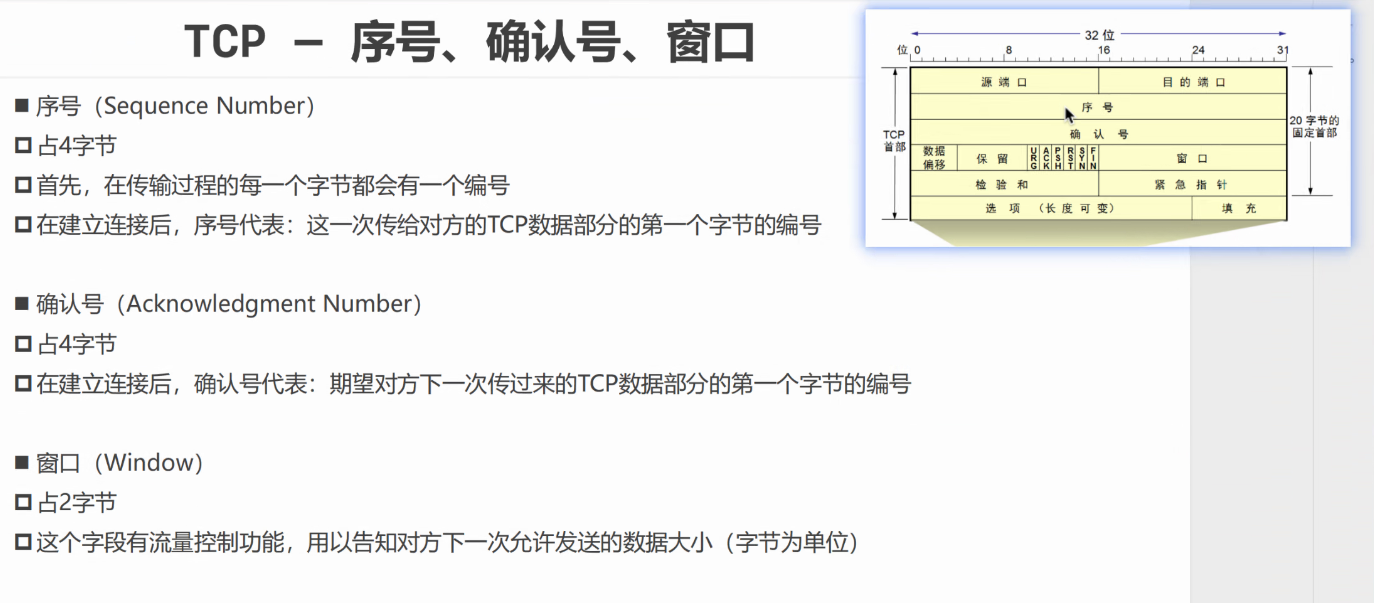 TCP – 序号、确认号、窗口
■ 序号（Sequence Number）
占4字节
首先，在传输过程的每一个字节都会有一个编号
在建立连接后，序号代表：这一次传给对方的TCP数据部分的第一个字节的编号
■ 确认号（Acknowledgment Number）
占4字节
在建立连接后，确认号代表：期望对方下一次传过来的TCP数据部分的第一个字节的编号
■ 窗口（Window）
占2字节
这个字段有流量控制功能，用以告知对方下一次允许发送的数据大小（字节为单位）
32 位
位 0 8 16 24 31
源端口 目的端口
序号
确认号
数据偏移 保留 URG ACK PSH RST SYN FIN 窗口
检验和 紧急指针
选项（长度可变） 填充
TCP
首部
20 字节的
固定首部